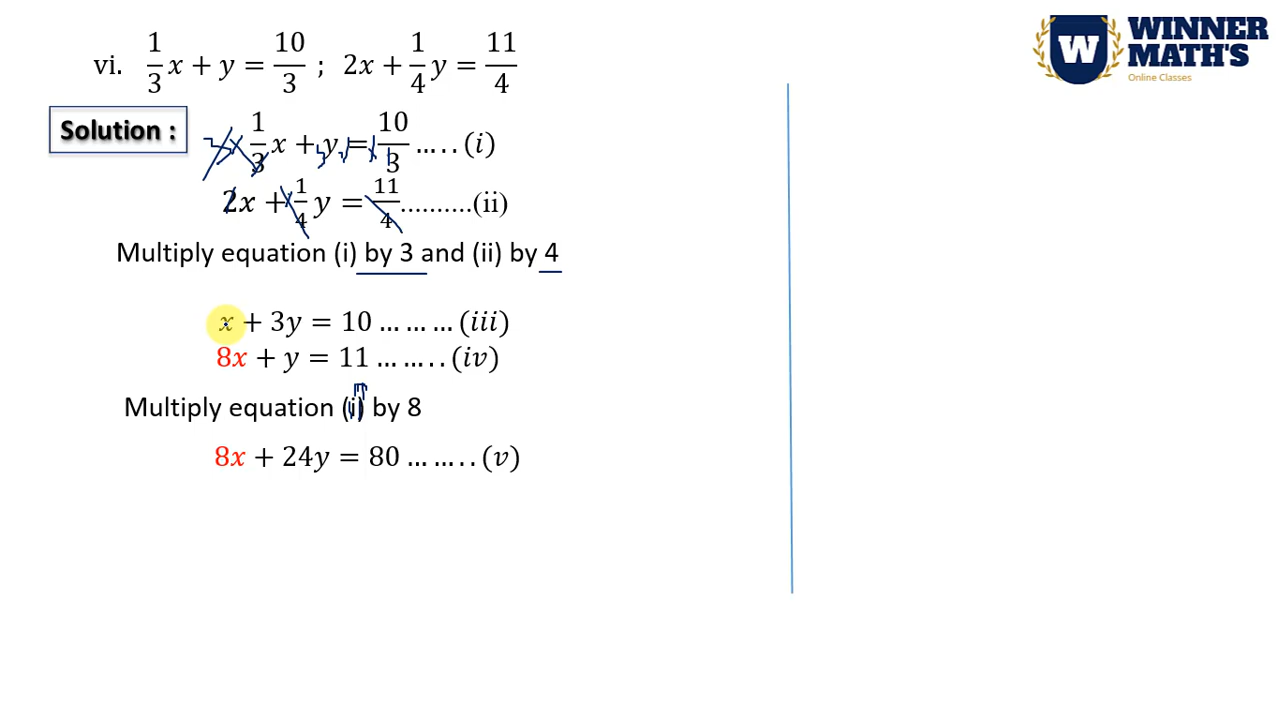 WINNER
MATH'S
Online Classes
W
vi. 1/3 x + y = 10/3 ; 2x + 1/4 y = 11/4
Solution :
1/3 x + y = 10/3 ... . . (i)
2x + 1/4 y = 11/4 ..........(ii)
Multiply equation (i) by 3 and (ii) by 4
x + 3y = 10 ... ... ... (iii)
8x + y = 11 ... ... . . (iv)
Multiply equation (i) by 8
8x + 24y = 80 ... ... . . (v)